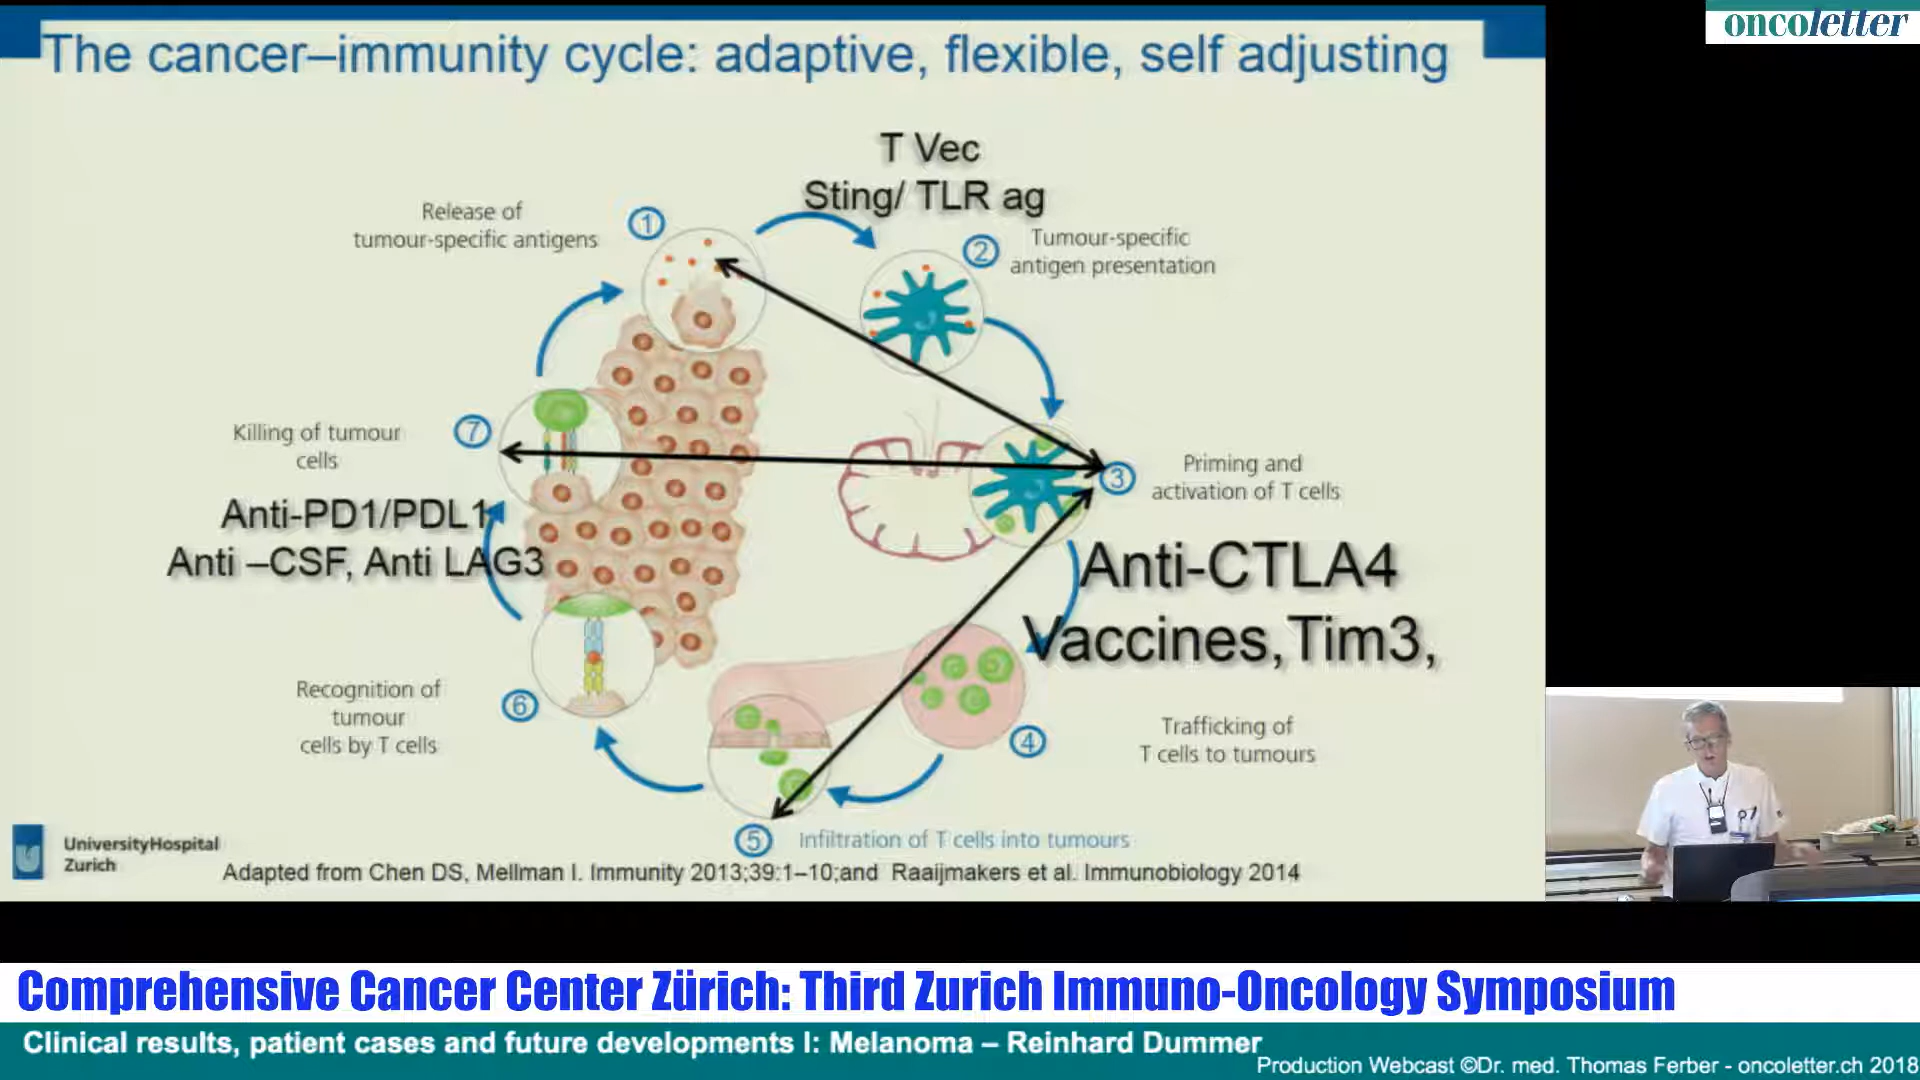 oncoletter
The cancer–immunity cycle: adaptive, flexible, self adjusting
T Vec
Sting/ TLR ag
Release of
tumour-specific antigens
1
2
Tumour-specific
antigen presentation
Killing of tumour
cells
7
3
Priming and
activation of T cells
Anti-PD1/PDL1
Anti –CSF, Anti LAG3
Anti-CTLA4
Vaccines,Tim3,
Recognition of
tumour
cells by T cells
6
4
Trafficking of
T cells to tumours
5
Infiltration of T cells into tumours
UniversityHospital
Zurich
Adapted from Chen DS, Mellman I. Immunity 2013;39:1–10;and Raaijmakers et al. Immunobiology 2014
Comprehensive Cancer Center Zürich: Third Zurich Immuno-Oncology Symposium
Clinical results, patient cases and future developments I: Melanoma – Reinhard Dummer
Production Webcast ©Dr. med. Thomas Ferber - oncoletter.ch 2018